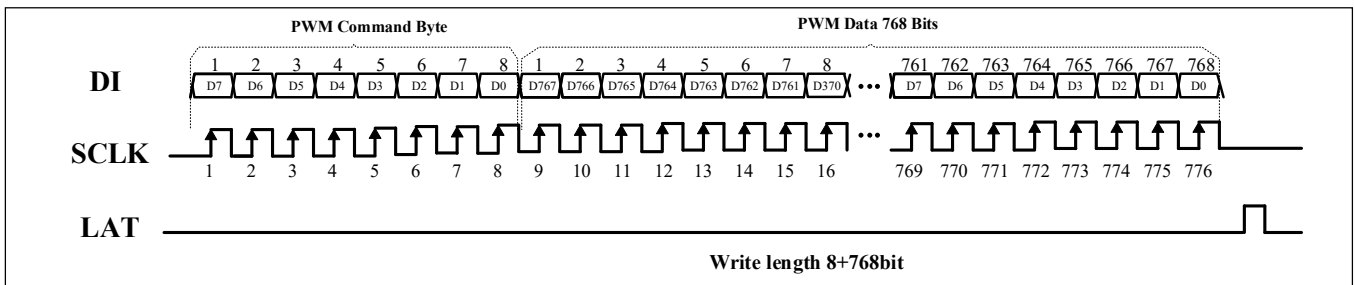 PWM Command Byte PWM Data 768 Bits
1 2 3 4 5 6 7 8 1 2 3 4 5 6 7 8 761 762 763 764 765 766 767 768
DI D7 D6 D5 D4 D3 D2 D1 D0 D767 D766 D765 D764 D763 D762 D761 D370 ••• D7 D6 D5 D4 D3 D2 D1 D0
SCLK •••
1 2 3 4 5 6 7 8 9 10 11 12 13 14 15 16 769 770 771 772 773 774 775 776
LAT
Write length 8+768bit